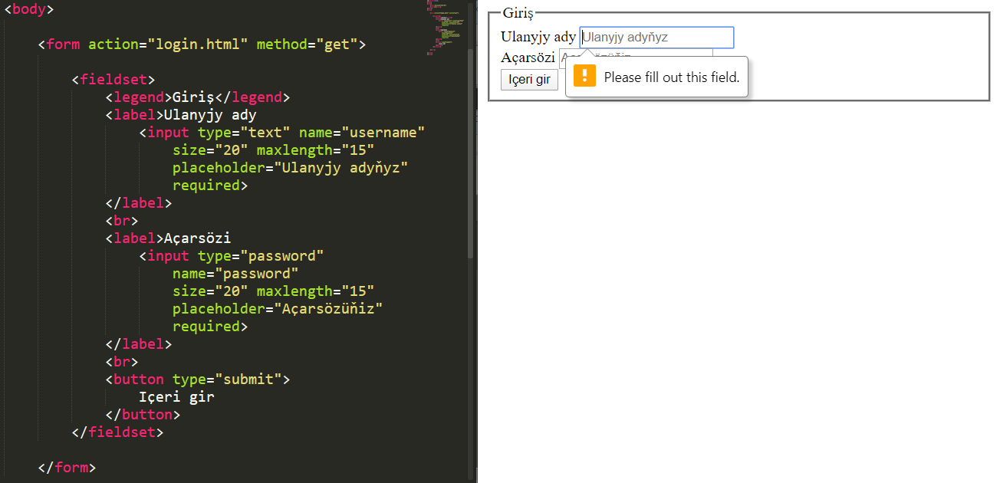 <body>
<form action="login.html" method="get">
<fieldset>
<legend>Giriş</legend>
<label>Ulanyjy ady
<input type="text" name="username"
size="20" maxlength="15"
placeholder="Ulanyjy adyňyz"
required>
</label>
<br>
<label>Açarsözi
<input type="password"
name="password"
size="20" maxlength="15"
placeholder="Açarsözüňiz"
required>
</label>
<br>
<button type="submit">
Içeri gir
</button>
</fieldset>
</form>
Giriş
Ulanyjy ady Ulanyjy adyňyz
Açarsözi
Içeri gir
Please fill out this field.